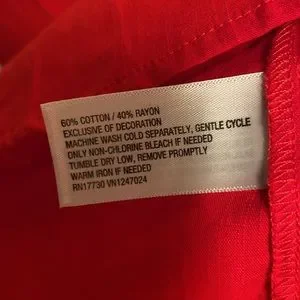 60% COTTON / 40% RAYON
EXCLUSIVE OF DECORATION
MACHINE WASH COLD SEPARATELY, GENTLE CYCLE
ONLY NON-CHLORINE BLEACH IF NEEDED
TUMBLE DRY LOW, REMOVE PROMPTLY
WARM IRON IF NEEDED
RN17730 VN1247024